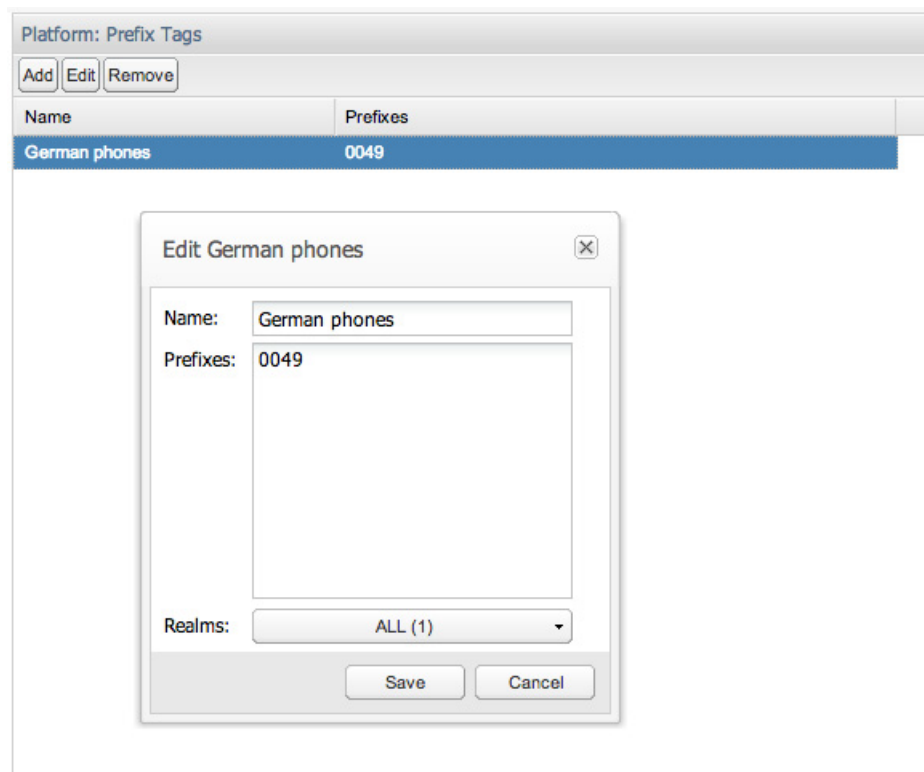 Platform: Prefix Tags
Add Edit Remove
Name Prefixes
German phones 0049
Edit German phones
Name: German phones
Prefixes: 0049
Realms: ALL (1)
Save Cancel